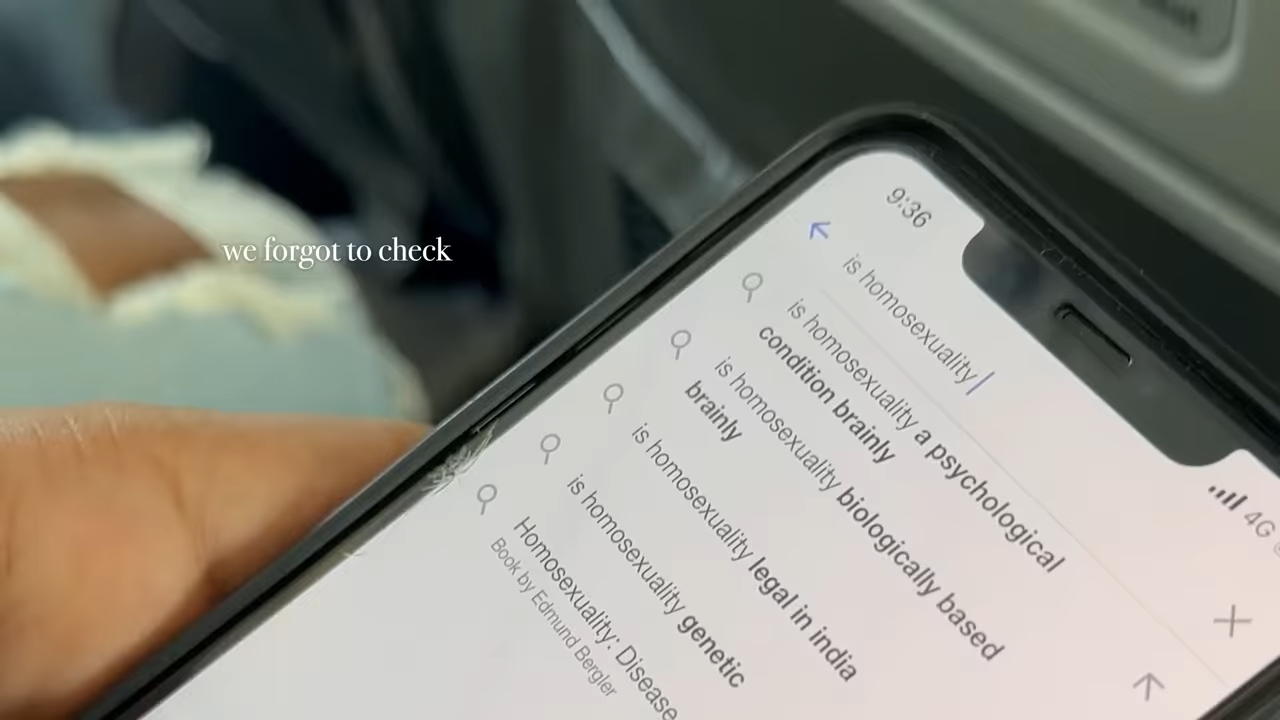 we forgot to check
9:36
4G
is homosexuality
is homosexuality a psychological
condition brainly
is homosexuality biologically based
brainly
is homosexuality legal in india
is homosexuality genetic
Homosexuality: Disease
Book by Edmund Bergler